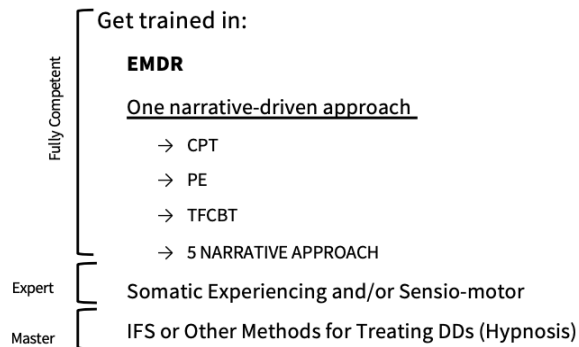 Get trained in:
EMDR
One narrative-driven approach
→ CPT
→ PE
→ TFCBT
→ 5 NARRATIVE APPROACH
Fully Competent
Expert
Somatic Experiencing and/or Sensio-motor
Master
IFS or Other Methods for Treating DDs (Hypnosis)